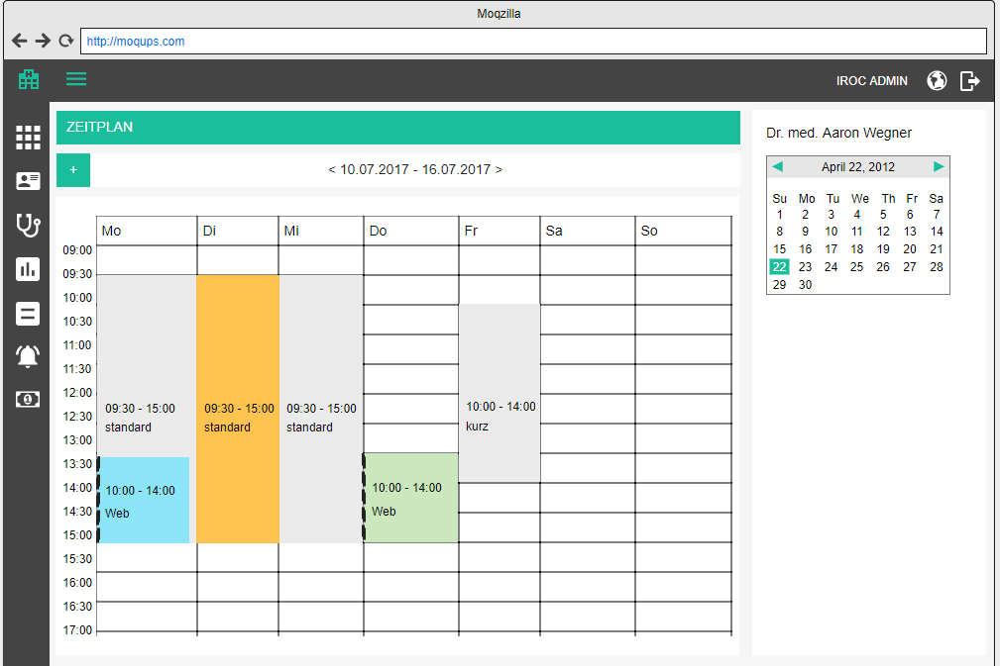 Moqzilla
http://moqups.com
IROC ADMIN
ZEITPLAN
+
< 10.07.2017 - 16.07.2017 >
Mo Di Mi Do Fr Sa So
09:00
09:30
10:00
10:30
11:00
11:30
12:00
12:30
13:00
13:30
14:00
14:30
15:00
15:30
16:00
16:30
17:00
09:30 - 15:00
standard
10:00 - 14:00
Web
09:30 - 15:00
standard
09:30 - 15:00
standard
10:00 - 14:00
Web
10:00 - 14:00
kurz
Dr. med. Aaron Wegner
April 22, 2012
Su Mo Tu We Th Fr Sa
1 2 3 4 5 6 7
8 9 10 11 12 13 14
15 16 17 18 19 20 21
22 23 24 25 26 27 28
29 30